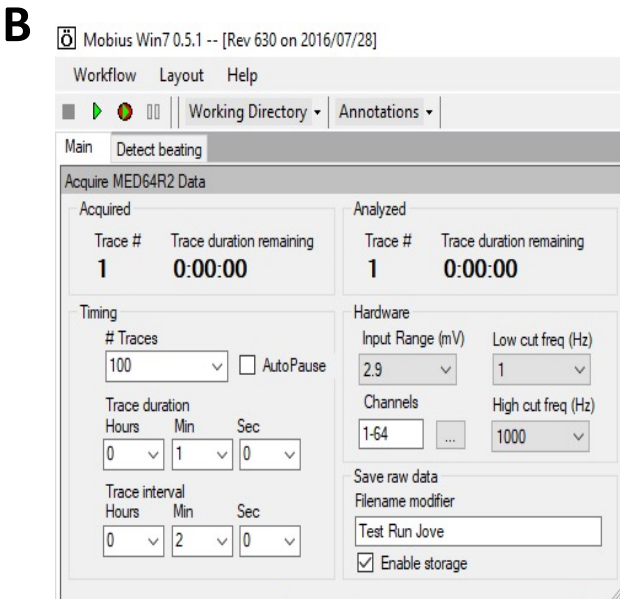 B
Ö Mobius Win7 0.5.1 -- [Rev 630 on 2016/07/28]
Workflow Layout Help
Working Directory Annotations
Main Detect beating
Acquire MED64R2 Data
Acquired
Trace # Trace duration remaining
1 0:00:00
Analyzed
Trace # Trace duration remaining
1 0:00:00
Timing
# Traces
100 AutoPause
Trace duration
Hours Min Sec
0 1 0
Trace interval
Hours Min Sec
0 2 0
Hardware
Input Range (mV) Low cut freq (Hz)
2.9 1
Channels High cut freq (Hz)
1-64 ... 1000
Save raw data
Filename modifier
Test Run Jove
Enable storage